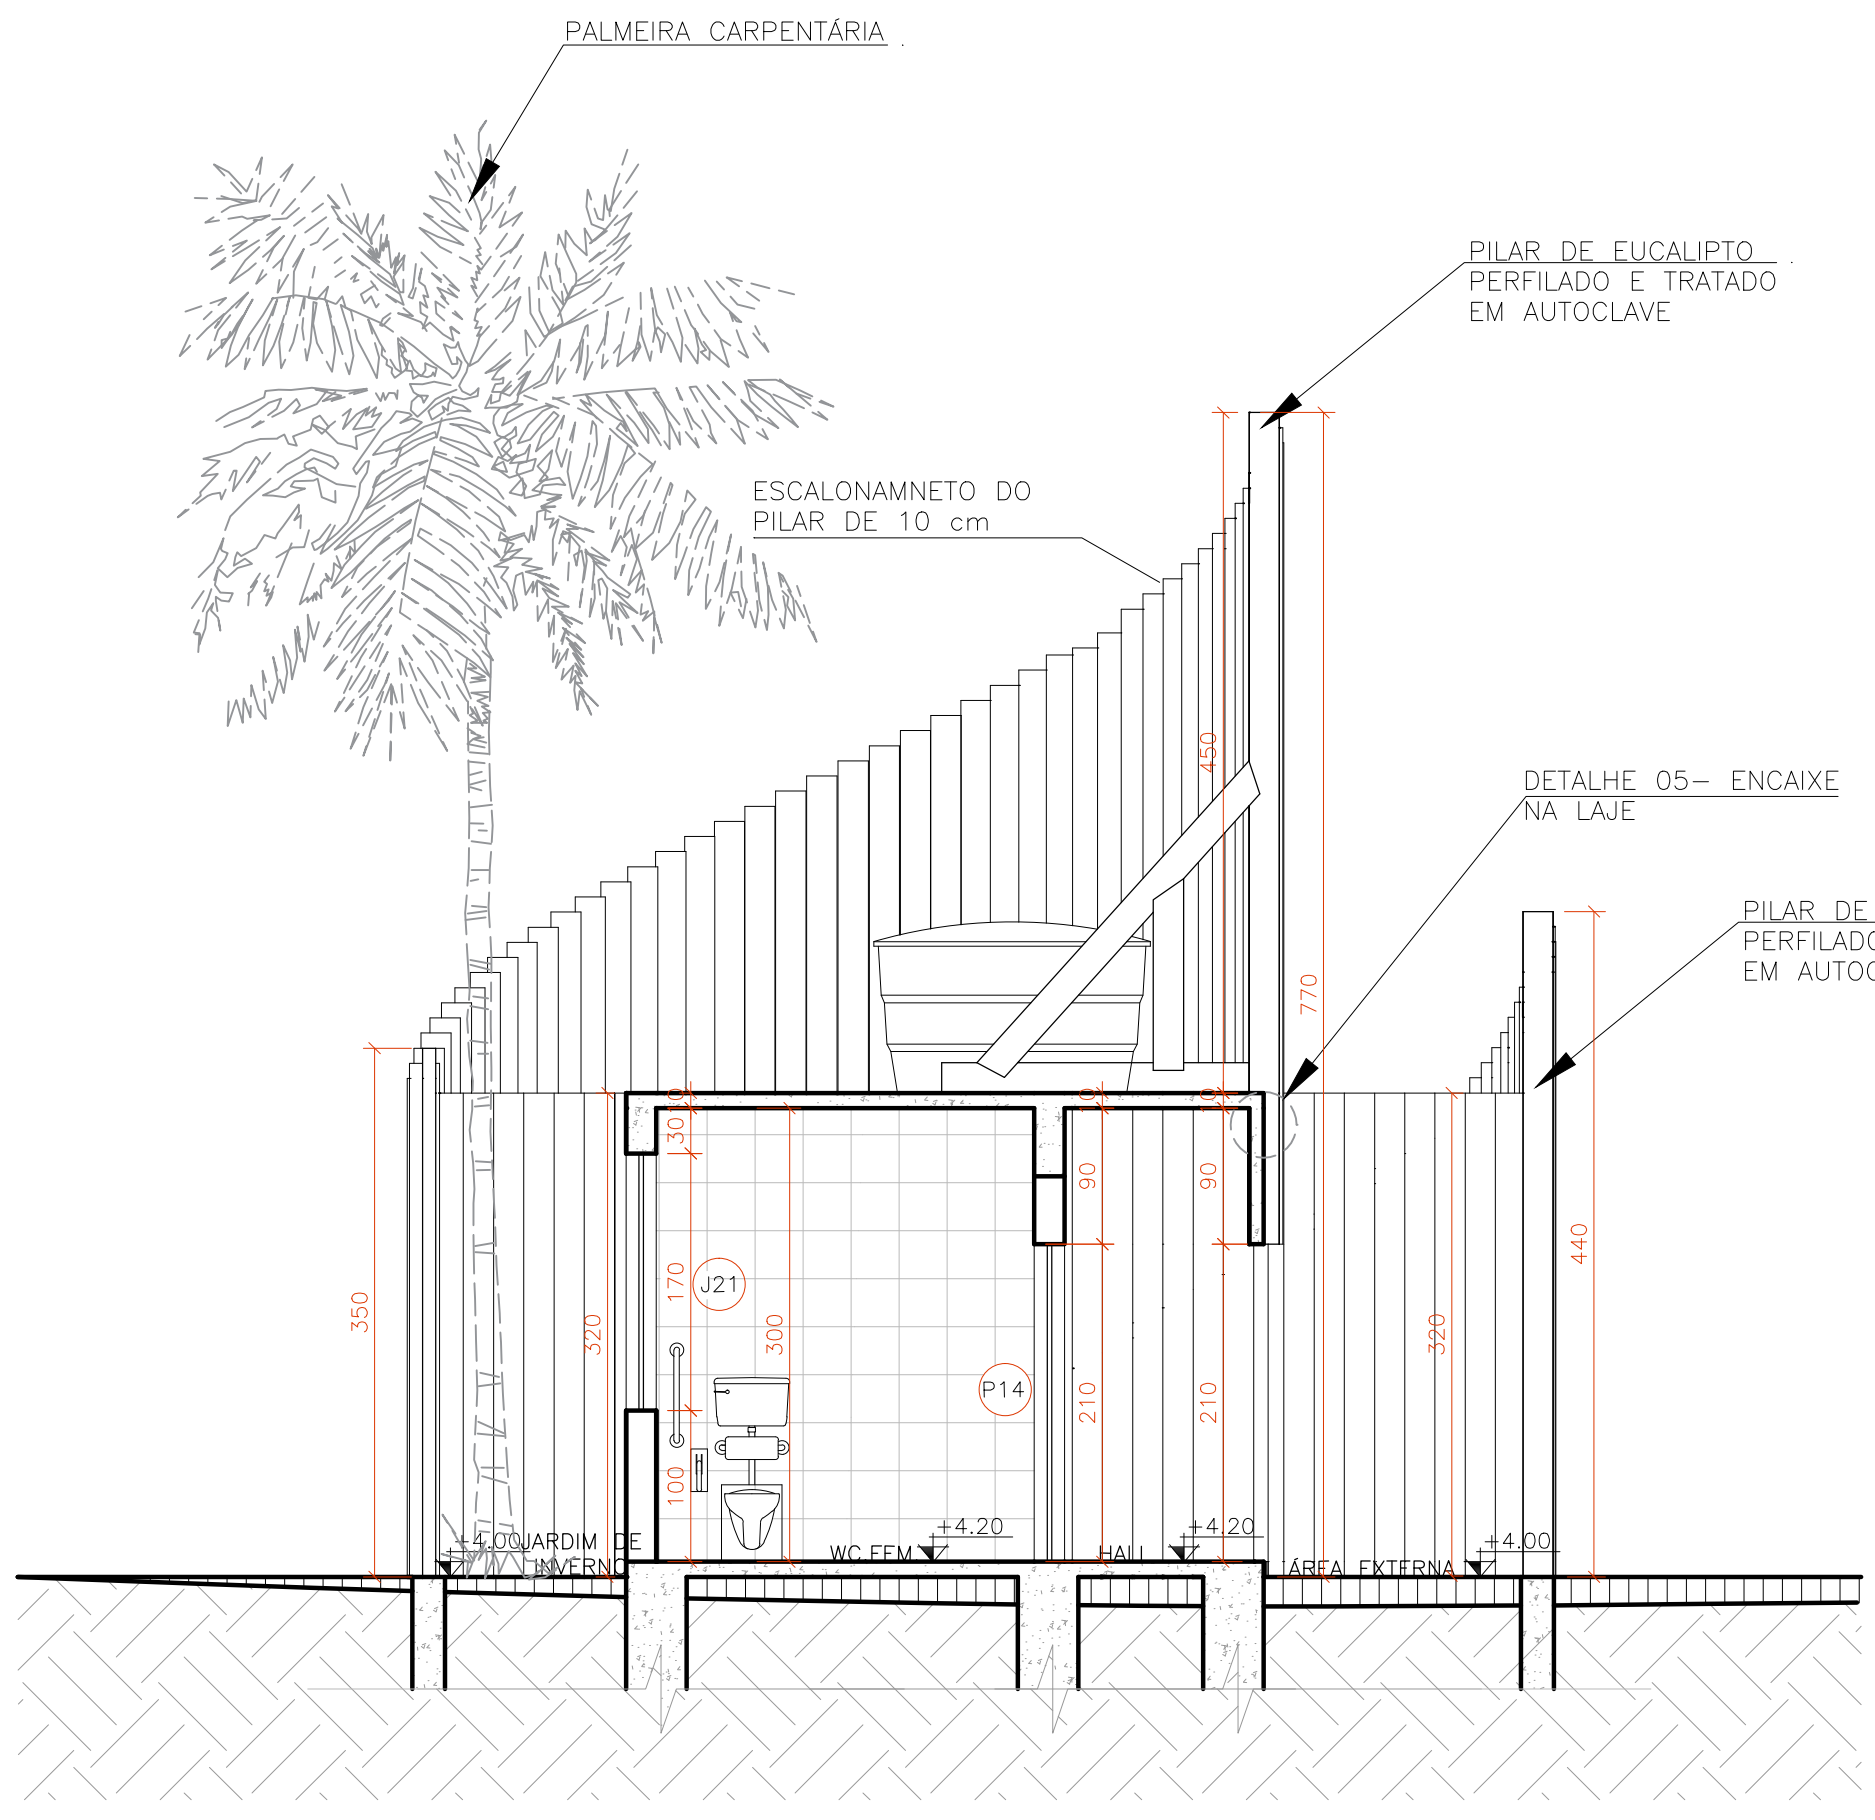 PALMEIRA CARPENTÁRIA
PILAR DE EUCALIPTO
PERFILADO E TRATADO
EM AUTOCLAVE
ESCALONAMNETO DO
PILAR DE 10 cm
450
DETALHE 05- ENCAIXE
NA LAJE
PILAR DE
PERFILADO
EM AUTOC
770
10
10
10
30
90
90
440
170
J21
350
320
300
320
P14
210
210
100
+4.00
JARDIM DE
INVERNO
WC FEM
+4.20
HALL
+4.20
ÁREA EXTERNA
+4.00